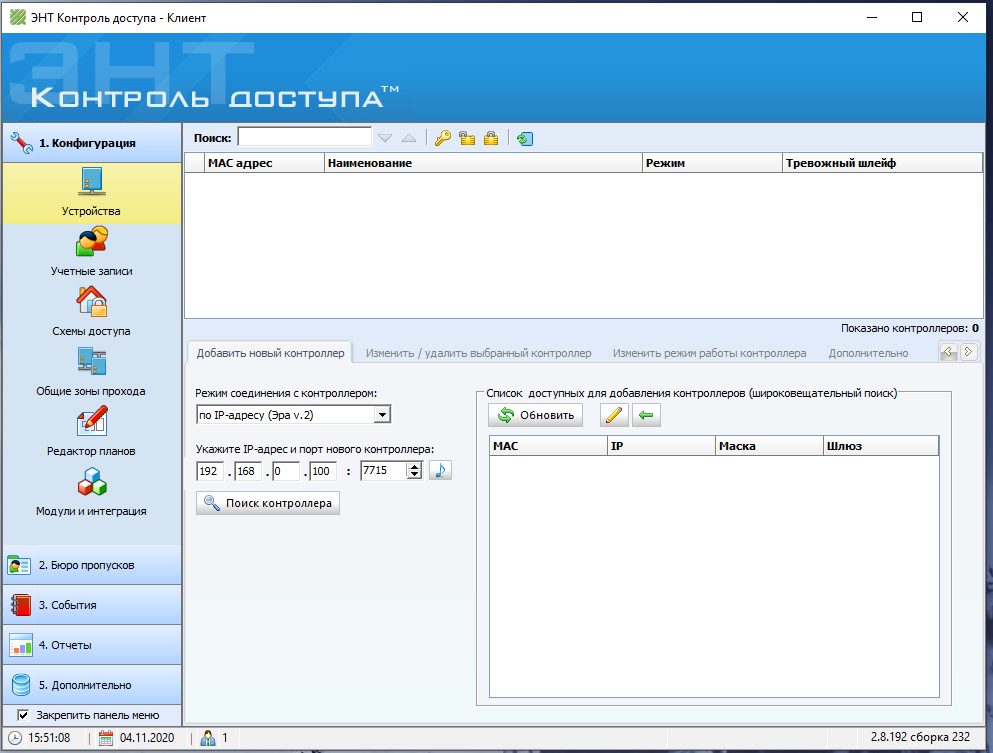 ЭНТ Контроль доступа - Клиент
ЭНТ
Контроль доступа™
1. Конфигурация
Устройства
Учетные записи
Схемы доступа
Общие зоны прохода
Редактор планов
Модули и интеграция
2. Бюро пропусков
3. События
4. Отчеты
5. Дополнительно
Закрепить панель меню
Поиск:
MAC адрес Наименование Режим Тревожный шлейф
Показано контроллеров: 0
Добавить новый контроллер Изменить / удалить выбранный контроллер Изменить режим работы контроллера Дополнительно
Режим соединения с контроллером:
по IP-адресу (Эра v.2)
Укажите IP-адрес и порт нового контроллера:
192 . 168 . 0 . 100 : 7715
Поиск контроллера
Список доступных для добавления контроллеров (широковещательный поиск)
Обновить
MAC IP Маска Шлюз
15:51:08 04.11.2020 1 2.8.192 сборка 232